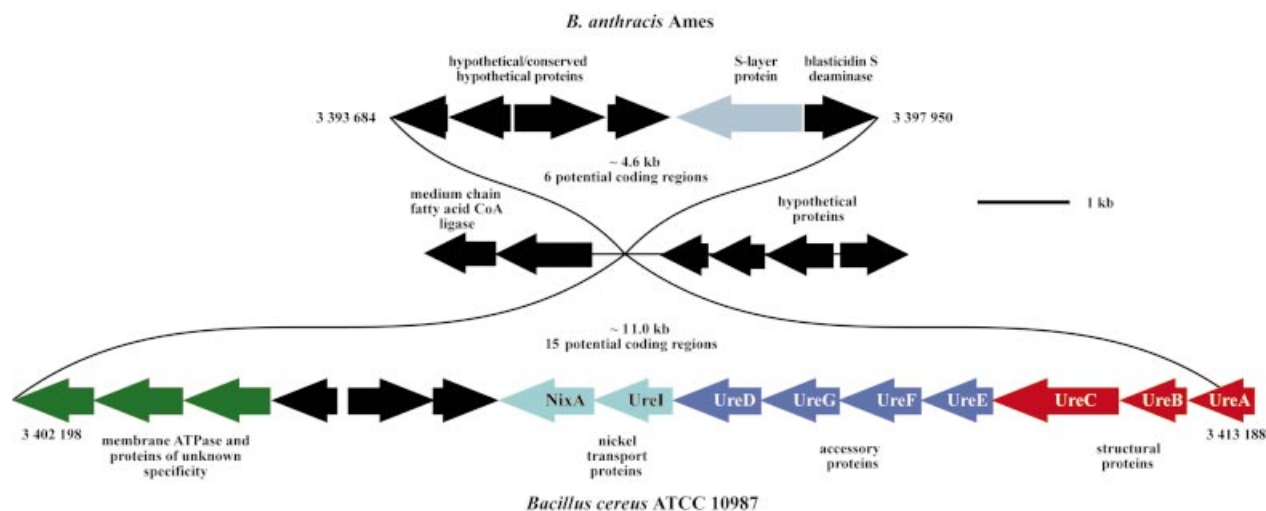 B. anthracis Ames
hypothetical/conserved
hypothetical proteins
S-layer
protein
blasticidin S
deaminase
3 393 684
3 397 950
~ 4.6 kb
6 potential coding regions
medium chain
fatty acid CoA
ligase
hypothetical
proteins
1 kb
~ 11.0 kb
15 potential coding regions
NixA
UreI
UreD
UreG
UreF
UreE
UreC
UreB
UreA
3 402 198
3 413 188
membrane ATPase and
proteins of unknown
specificity
nickel
transport
proteins
accessory
proteins
structural
proteins
Bacillus cereus ATCC 10987